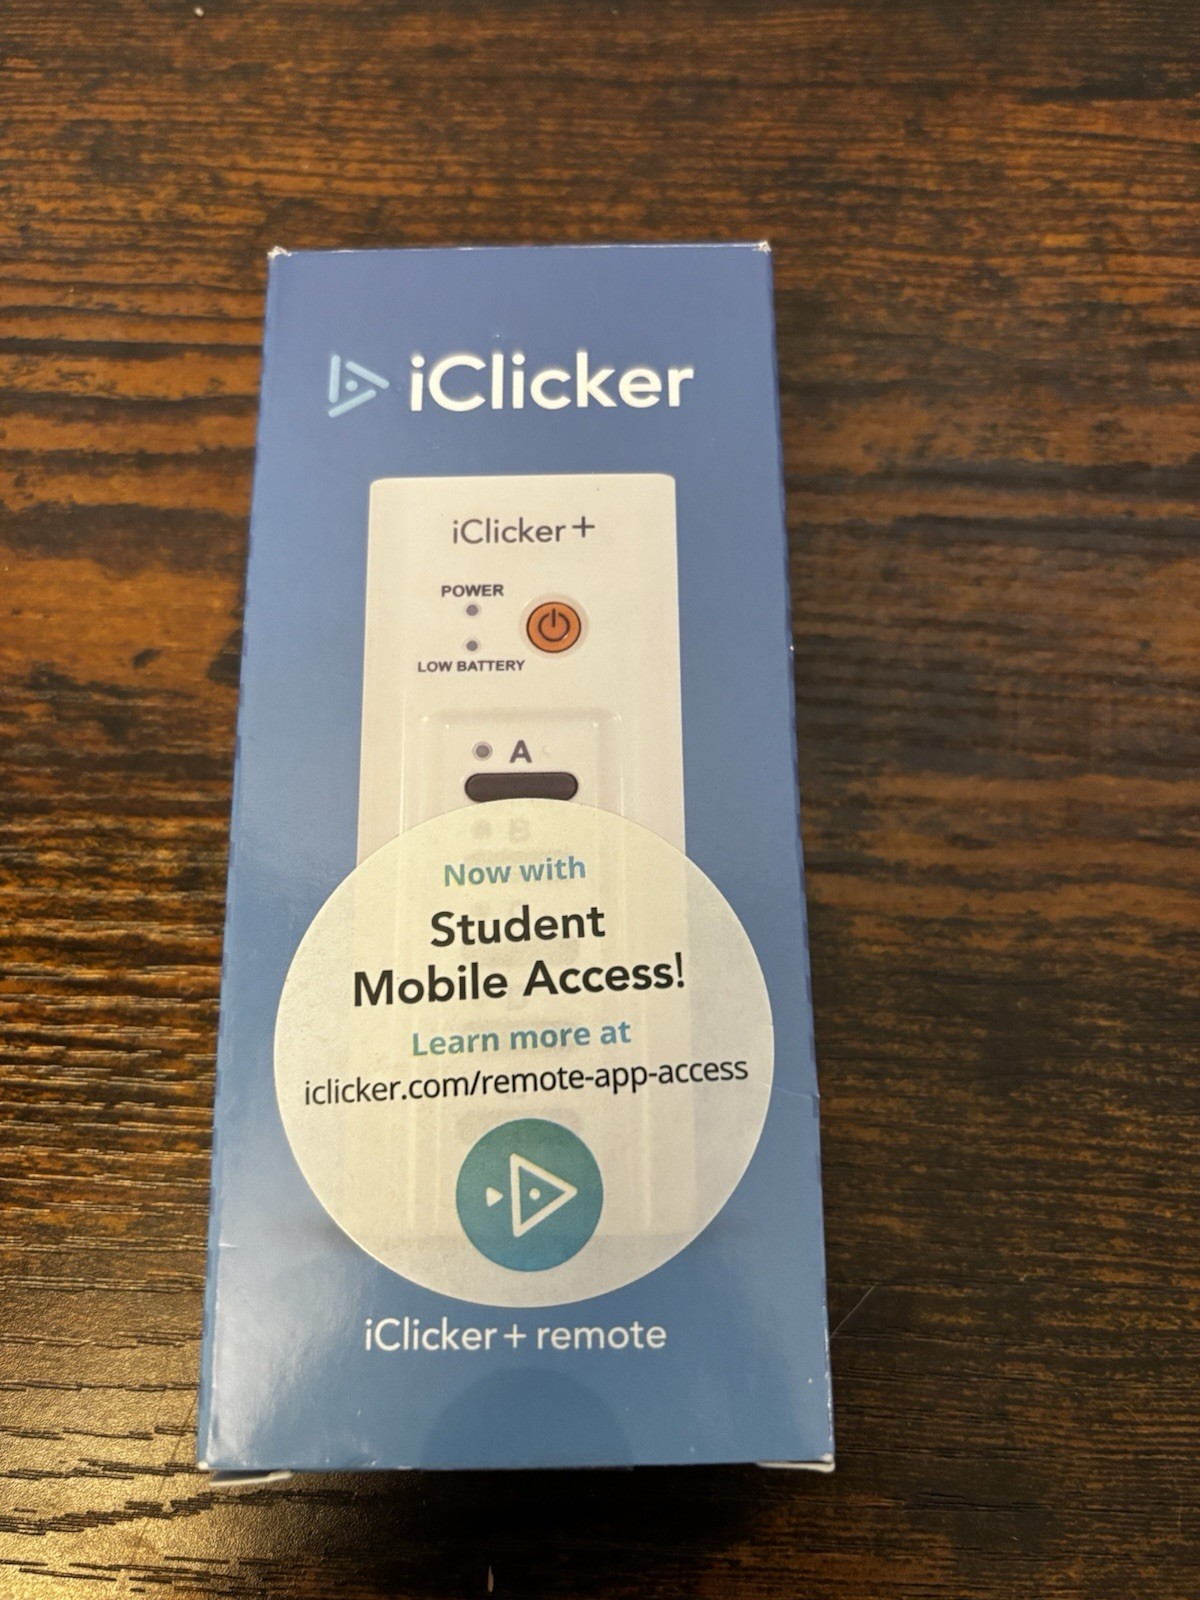 iClicker
iClicker+
POWER
LOW BATTERY
A
B
Now with
Student
Mobile Access!
Learn more at
iclicker.com/remote-app-access
iClicker+ remote